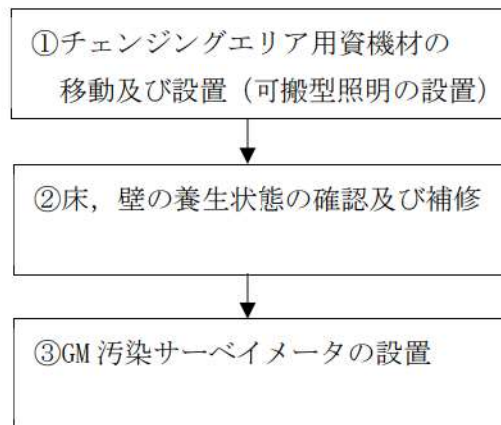 ①チェンジングエリア用資機材の
移動及び設置（可搬型照明の設置）
②床，壁の養生状態の確認及び補修
③GM 汚染サーベイメータの設置